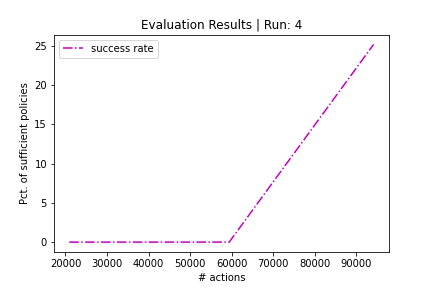 Evaluation Results | Run: 4
success rate
Pct. of sufficient policies
25
20
15
10
5
0
20000 30000 40000 50000 60000 70000 80000 90000
# actions